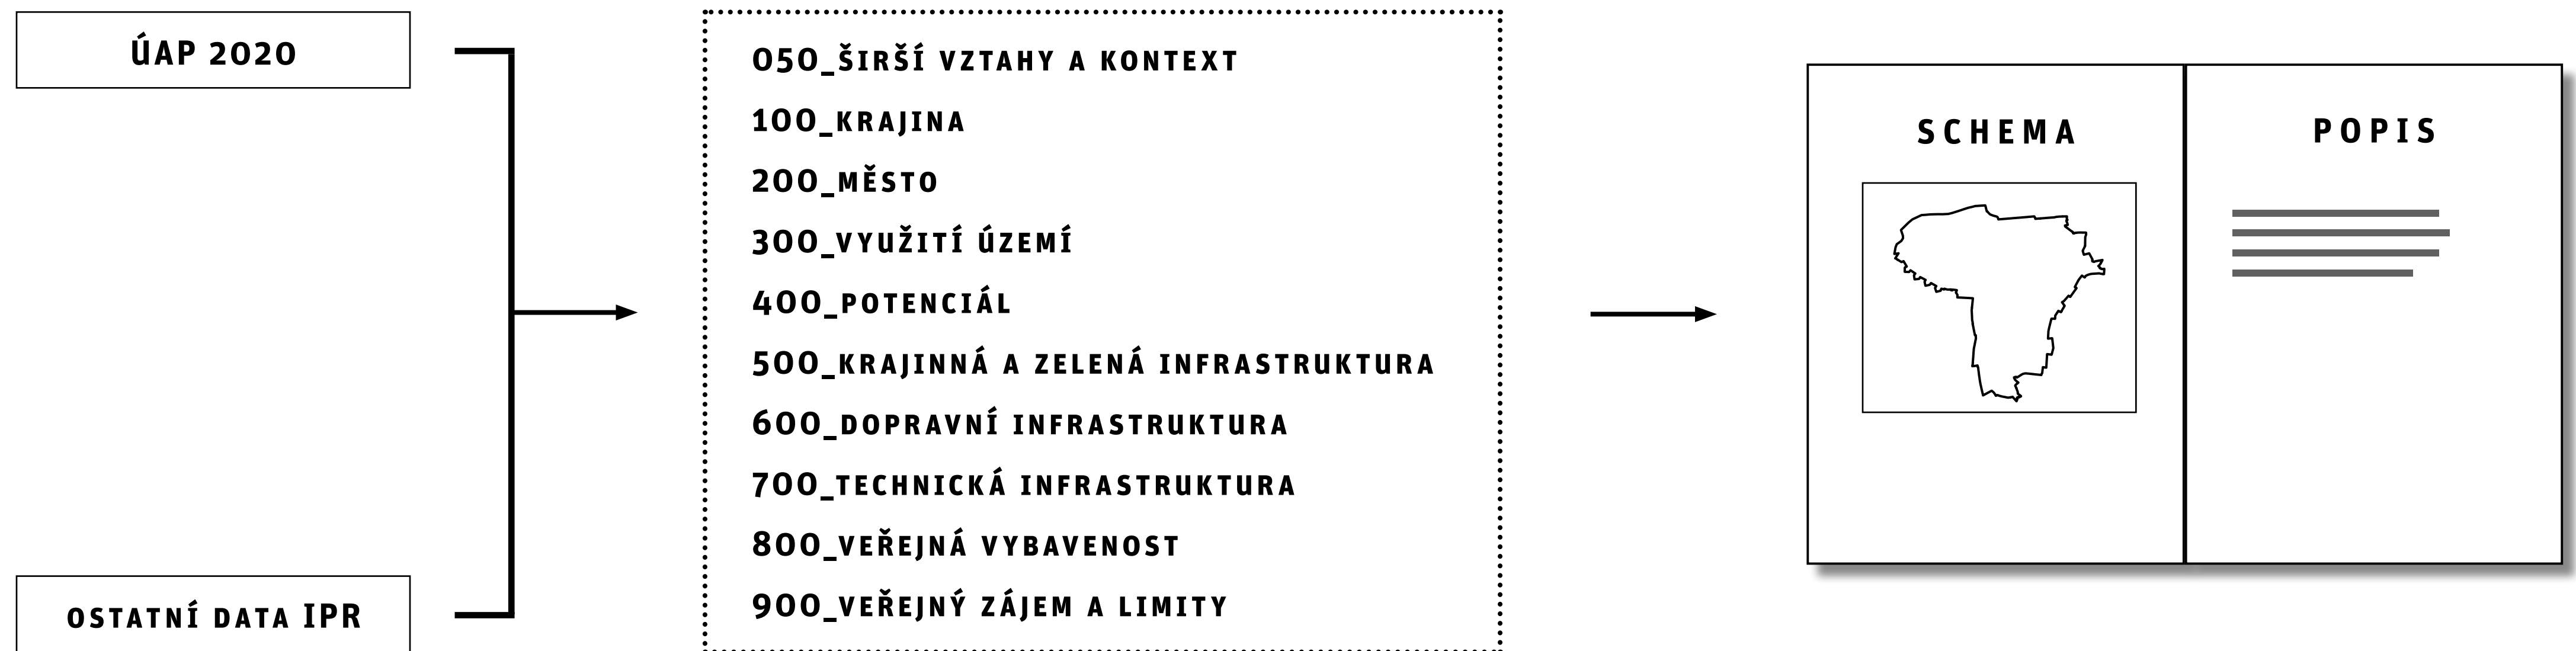 ÚAP 2020
OSTATNÍ DATA IPR
050_ŠIRŠÍ VZTAHY A KONTEXT
100_KRAJINA
200_MĚSTO
300_VYUŽITÍ ÚZEMÍ
400_POTENCIÁL
500_KRAJINNÁ A ZELENÁ INFRASTRUKTURA
600_DOPRAVNÍ INFRASTRUKTURA
700_TECHNICKÁ INFRASTRUKTURA
800_VEŘEJNÁ VYBAVENOST
900_VEŘEJNÝ ZÁJEM A LIMITY
SCHEMA
POPIS